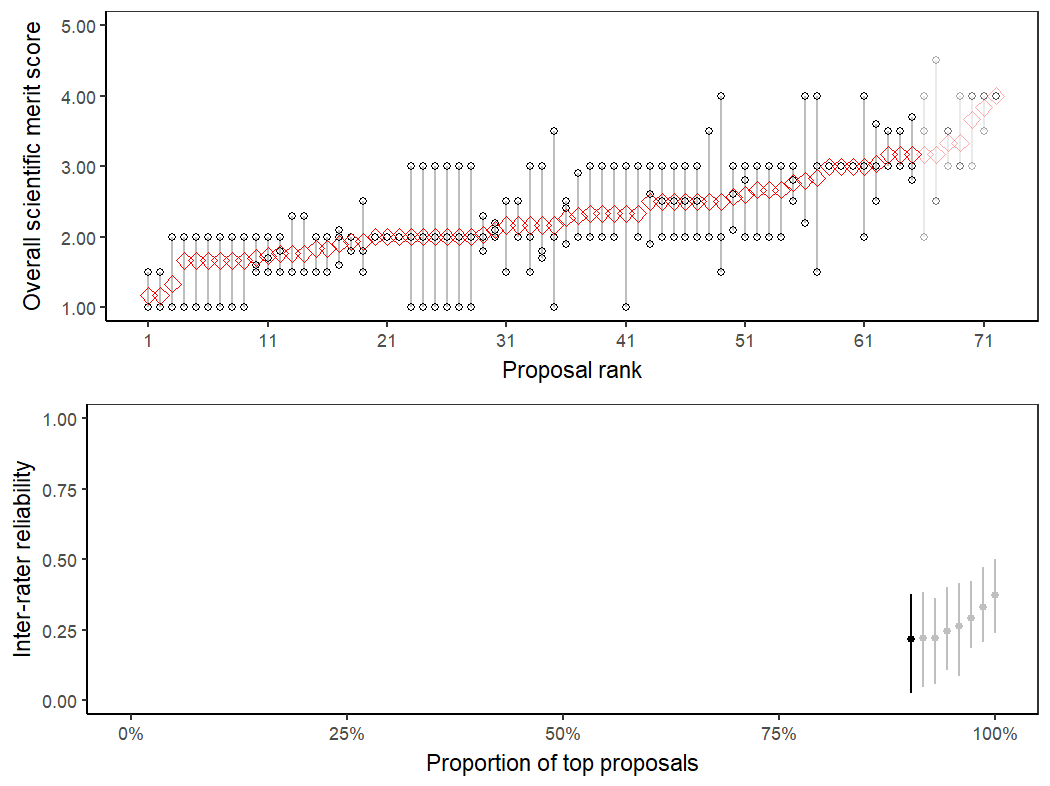 Overall scientific merit score
5.00
4.00
3.00
2.00
1.00
1 11 21 31 41 51 61 71
Proposal rank
Inter-rater reliability
1.00
0.75
0.50
0.25
0.00
0% 25% 50% 75% 100%
Proportion of top proposals